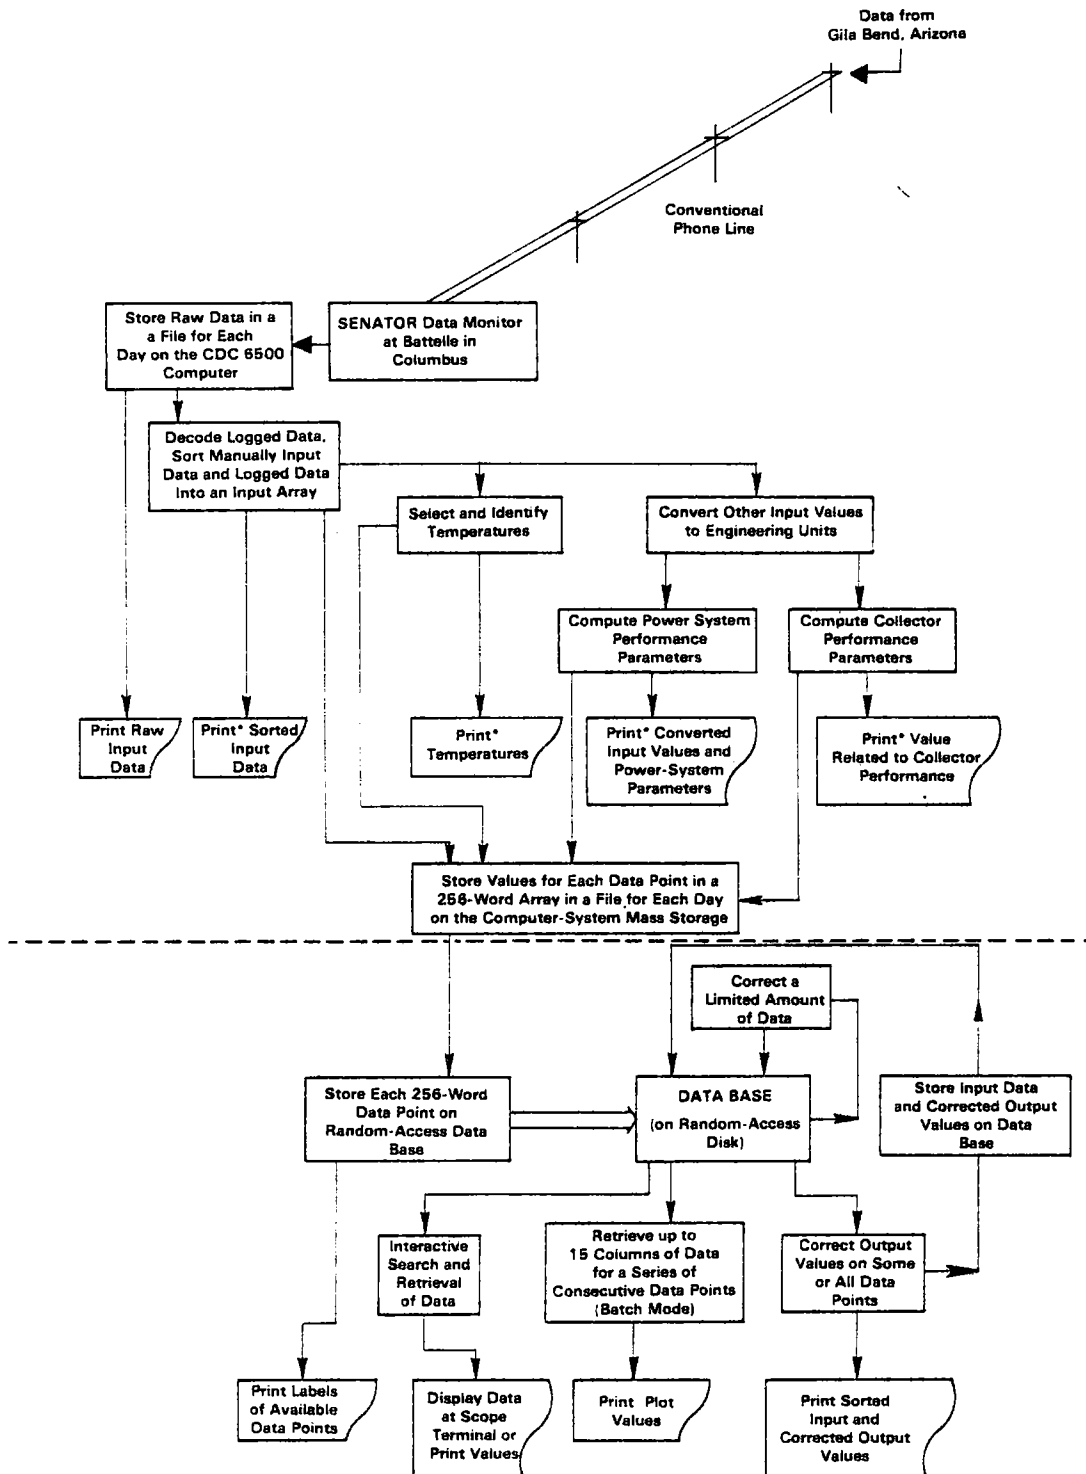 Data from
Gila Bend, Arizona
Conventional
Phone Line
Store Raw Data in a
a File for Each
Day on the CDC 6500
Computer
SENATOR Data Monitor
at Battelle in
Columbus
Decode Logged Data,
Sort Manually Input
Data and Logged Data
Into an Input Array
Select and Identify
Temperatures
Convert Other Input Values
to Engineering Units
Compute Power System
Performance
Parameters
Compute Collector
Performance
Parameters
Print Raw
Input
Data
Print* Sorted
Input
Data
Print*
Temperatures
Print* Converted
Input Values and
Power-System
Parameters
Print* Value
Related to Collector
Performance
Store Values for Each Data Point in a
256-Word Array in a File for Each Day
on the Computer-System Mass Storage
Correct a
Limited Amount
of Data
Store Each 256-Word
Data Point on
Random-Access Data
Base
DATA BASE
(on Random-Access
Disk)
Store Input Data
and Corrected Output
Values on Data
Base
Interactive
Search and
Retrieval
of Data
Retrieve up to
15 Columns of Data
for a Series of
Consecutive Data Points
(Batch Mode)
Correct Output
Values on Some
or All Data
Points
Print Labels
of Available
Data Points
Display Data
at Scope
Terminal or
Print Values
Print Plot
Values
Print Sorted
Input and
Corrected Output
Values